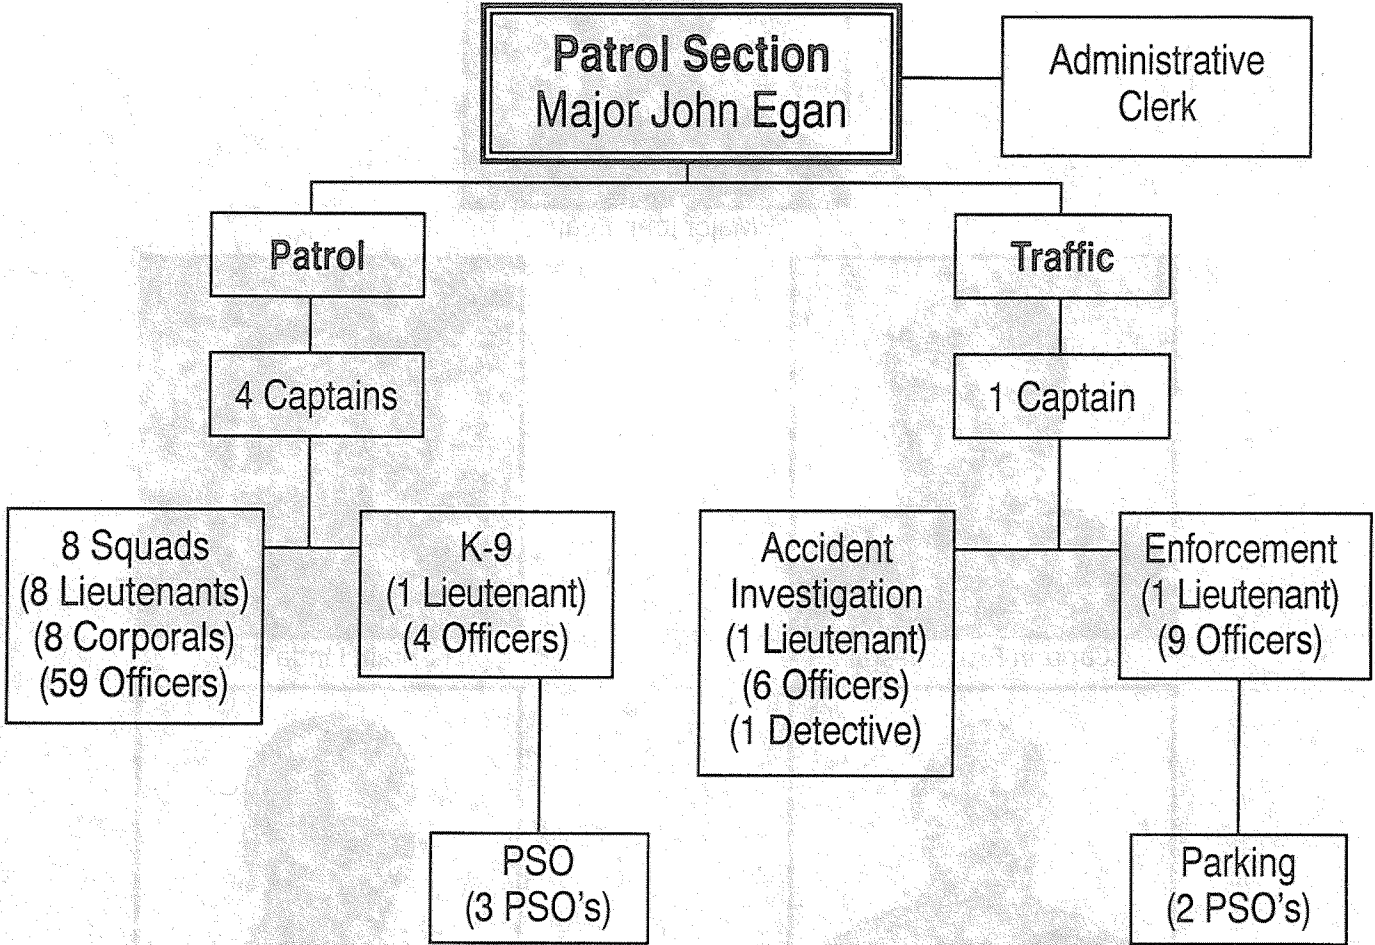 Patrol Section
Major John Egan
Administrative
Clerk
Patrol
Traffic
4 Captains
1 Captain
8 Squads
(8 Lieutenants)
(8 Corporals)
(59 Officers)
K-9
(1 Lieutenant)
(4 Officers)
Accident
Investigation
(1 Lieutenant)
(6 Officers)
(1 Detective)
Enforcement
(1 Lieutenant)
(9 Officers)
PSO
(3 PSO's)
Parking
(2 PSO's)